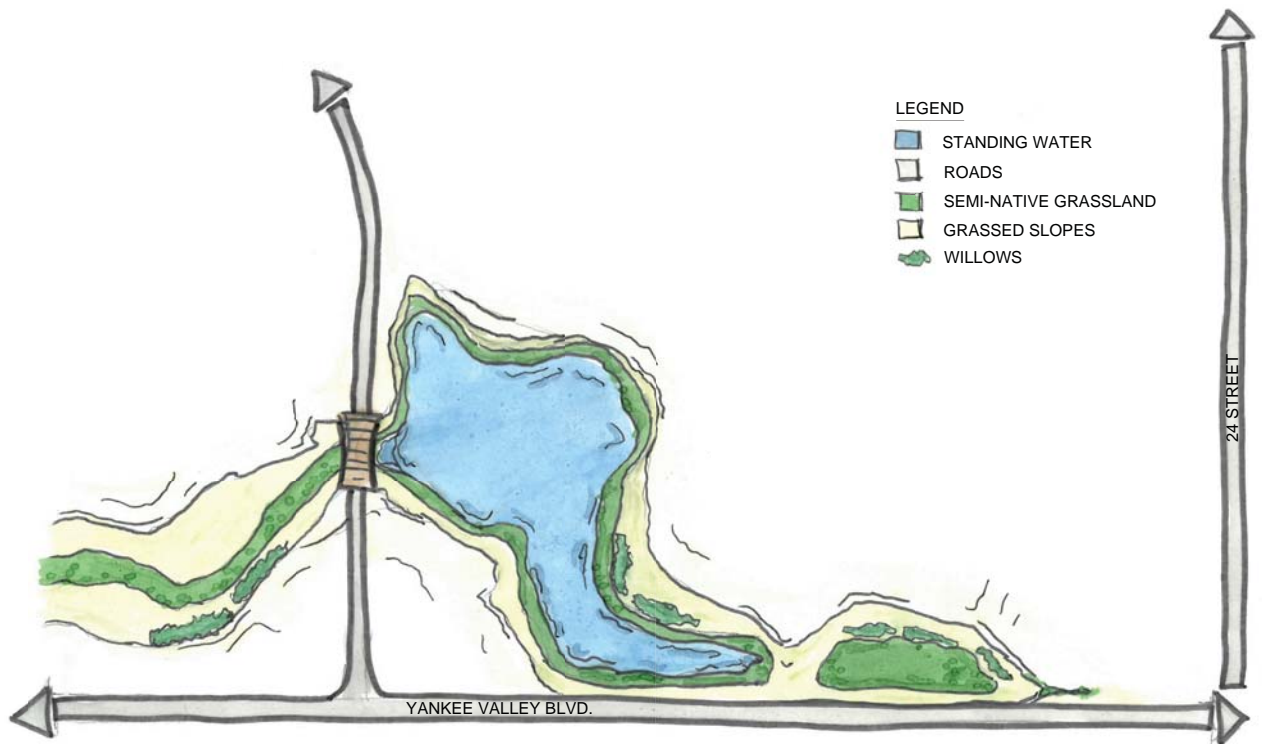 LEGEND
STANDING WATER
ROADS
SEMI-NATIVE GRASSLAND
GRASSED SLOPES
WILLOWS
24 STREET
YANKEE VALLEY BLVD.